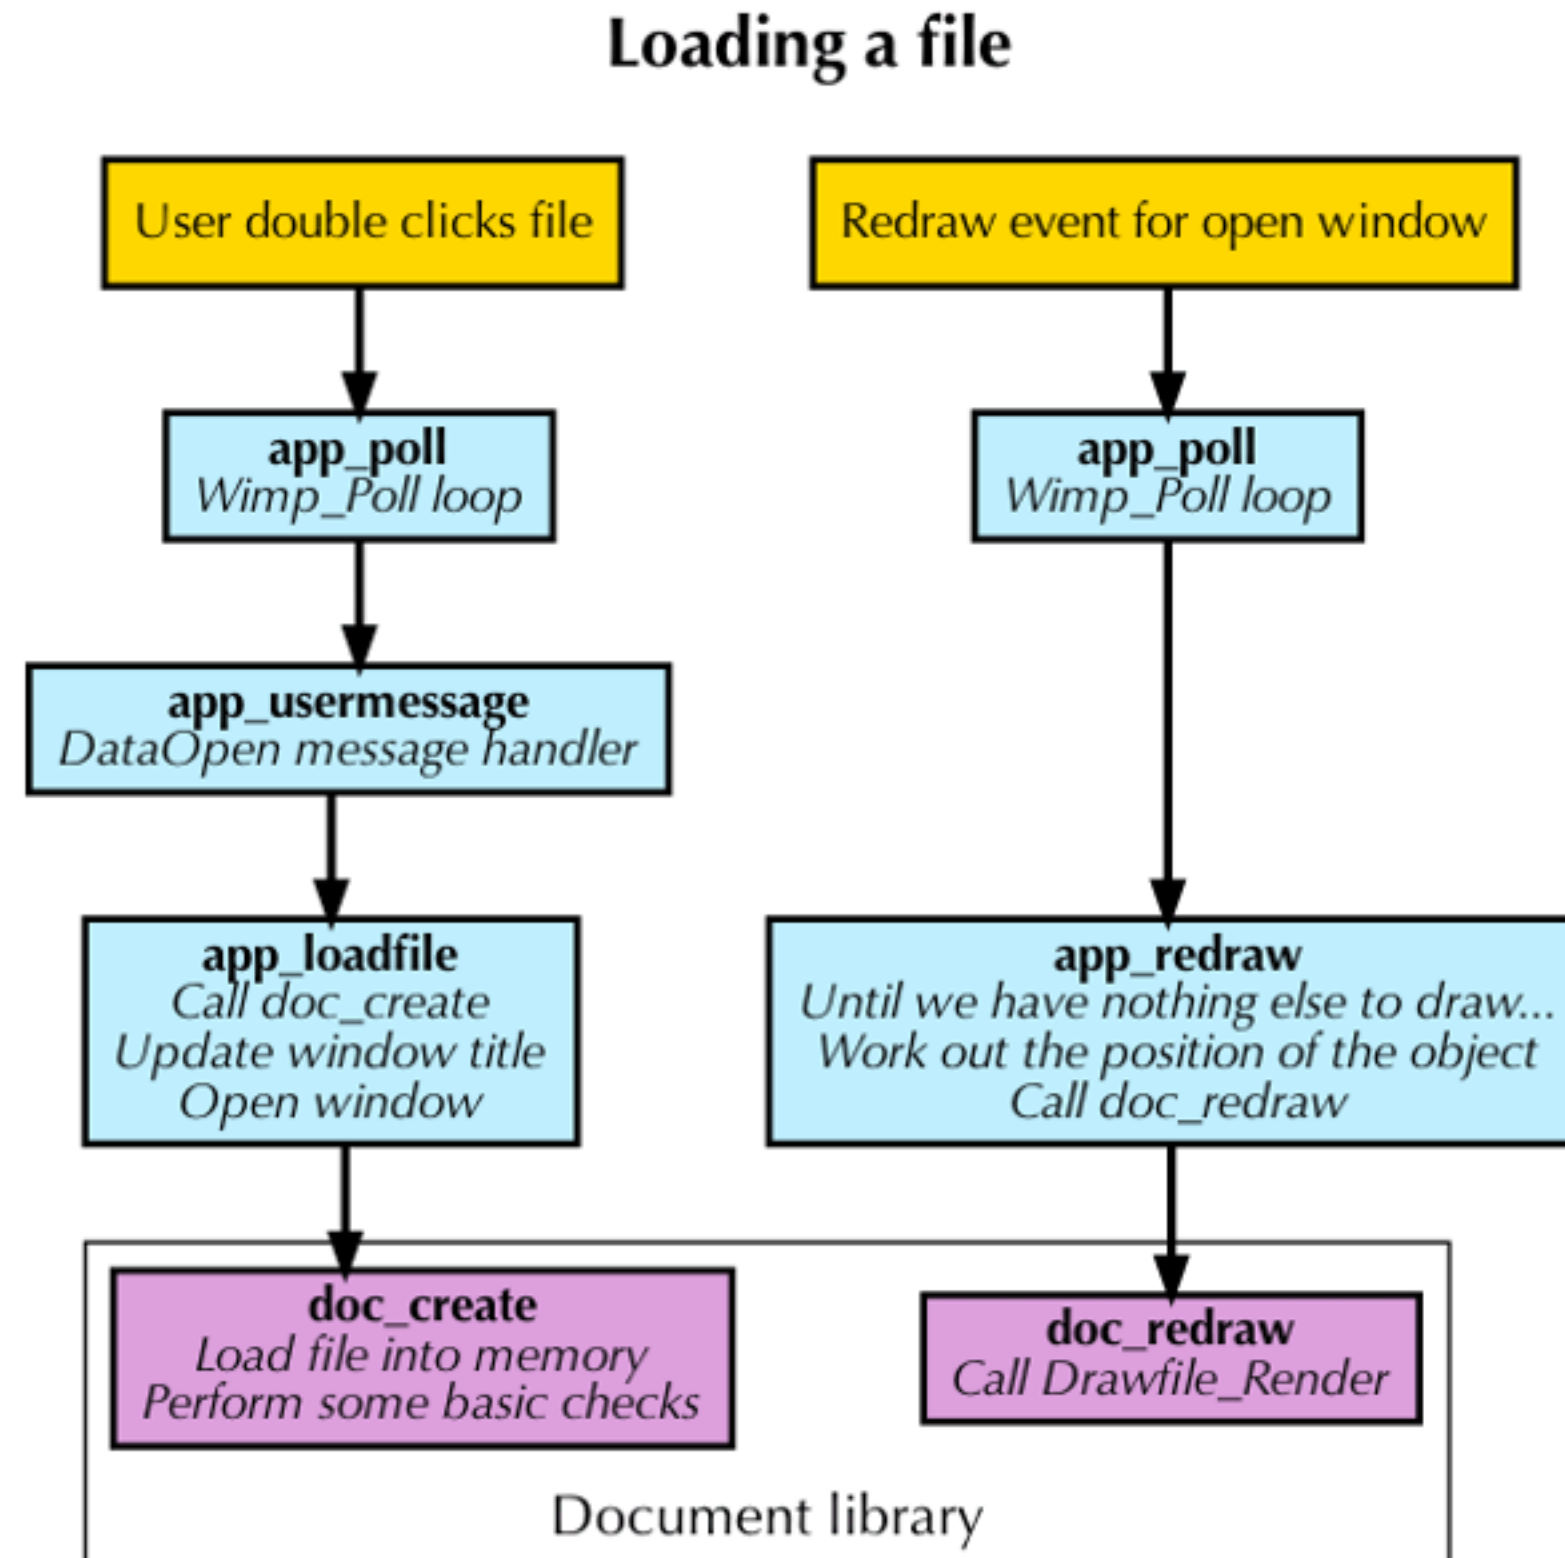 Loading a file
User double clicks file
Redraw event for open window
app_poll
Wimp_Poll loop
app_poll
Wimp_Poll loop
app_usermessage
DataOpen message handler
app_loadfile
Call doc_create
Update window title
Open window
app_redraw
Until we have nothing else to draw...
Work out the position of the object
Call doc_redraw
doc_create
Load file into memory
Perform some basic checks
doc_redraw
Call Drawfile_Render
Document library